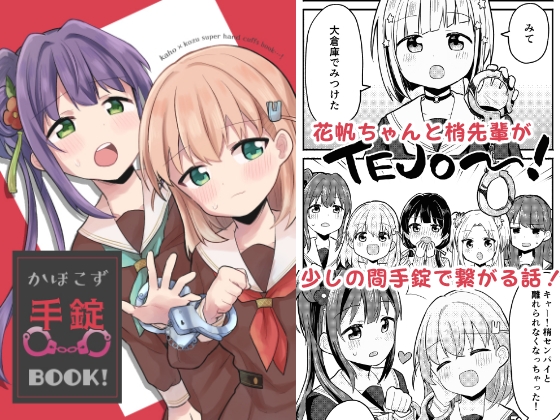 kaho × kozu super hand cuffs book--!
かほこず
手錠
BOOK!
みて
大倉庫でみつけた
花帆ちゃんと梢先輩が
TEJO〜!
少しの間手錠で繋がる話！
キャー！梢センパイと
離れられなくなっちゃった！